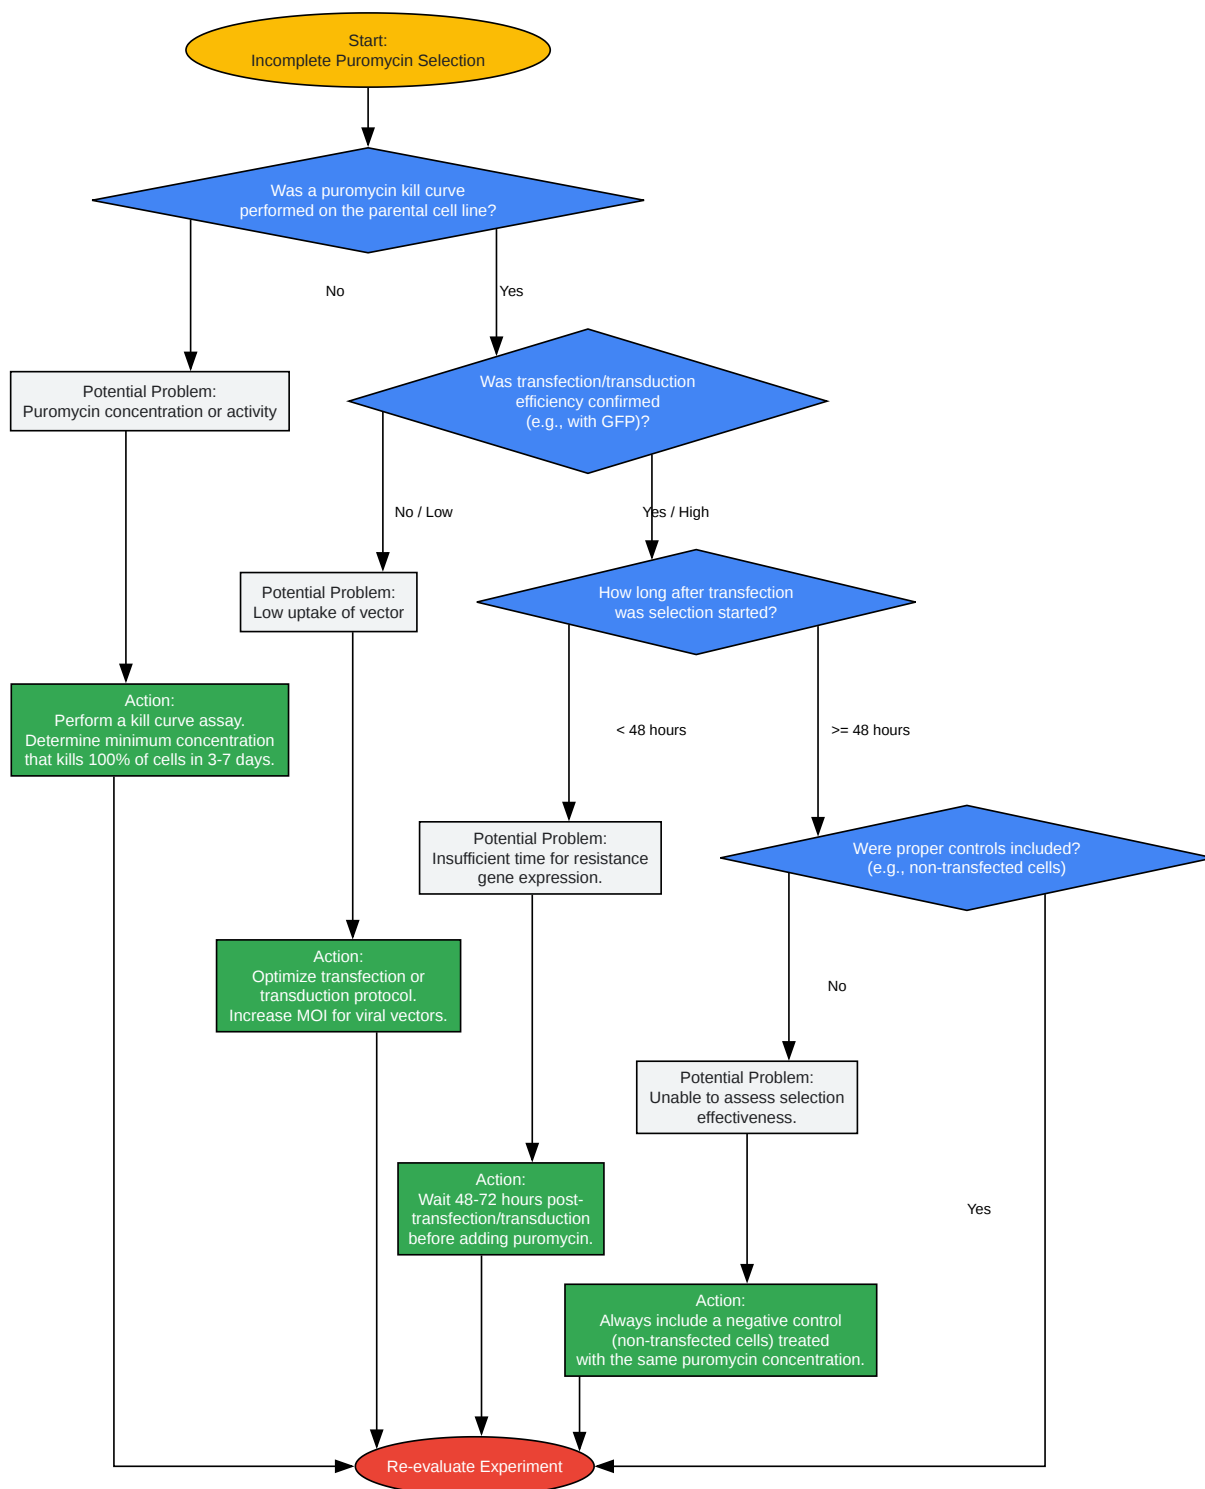 Start:
Incomplete Puromycin Selection
Was a puromycin kill curve
performed on the parental cell line?
No
Yes
Potential Problem:
Puromycin concentration or activity
Was transfection/transduction
efficiency confirmed
(e.g., with GFP)?
No / Low
Yes / High
Potential Problem:
Low uptake of vector
How long after transfection
was selection started?
Action:
Perform a kill curve assay.
Determine minimum concentration
that kills 100% of cells in 3-7 days.
< 48 hours
>= 48 hours
Potential Problem:
Insufficient time for resistance
gene expression.
Were proper controls included?
(e.g., non-transfected cells)
Action:
Optimize transfection or
transduction protocol.
Increase MOI for viral vectors.
No
Potential Problem:
Unable to assess selection
effectiveness.
Action:
Wait 48-72 hours post-
transfection/transduction
before adding puromycin.
Yes
Action:
Always include a negative control
(non-transfected cells) treated
with the same puromycin concentration.
Re-evaluate Experiment